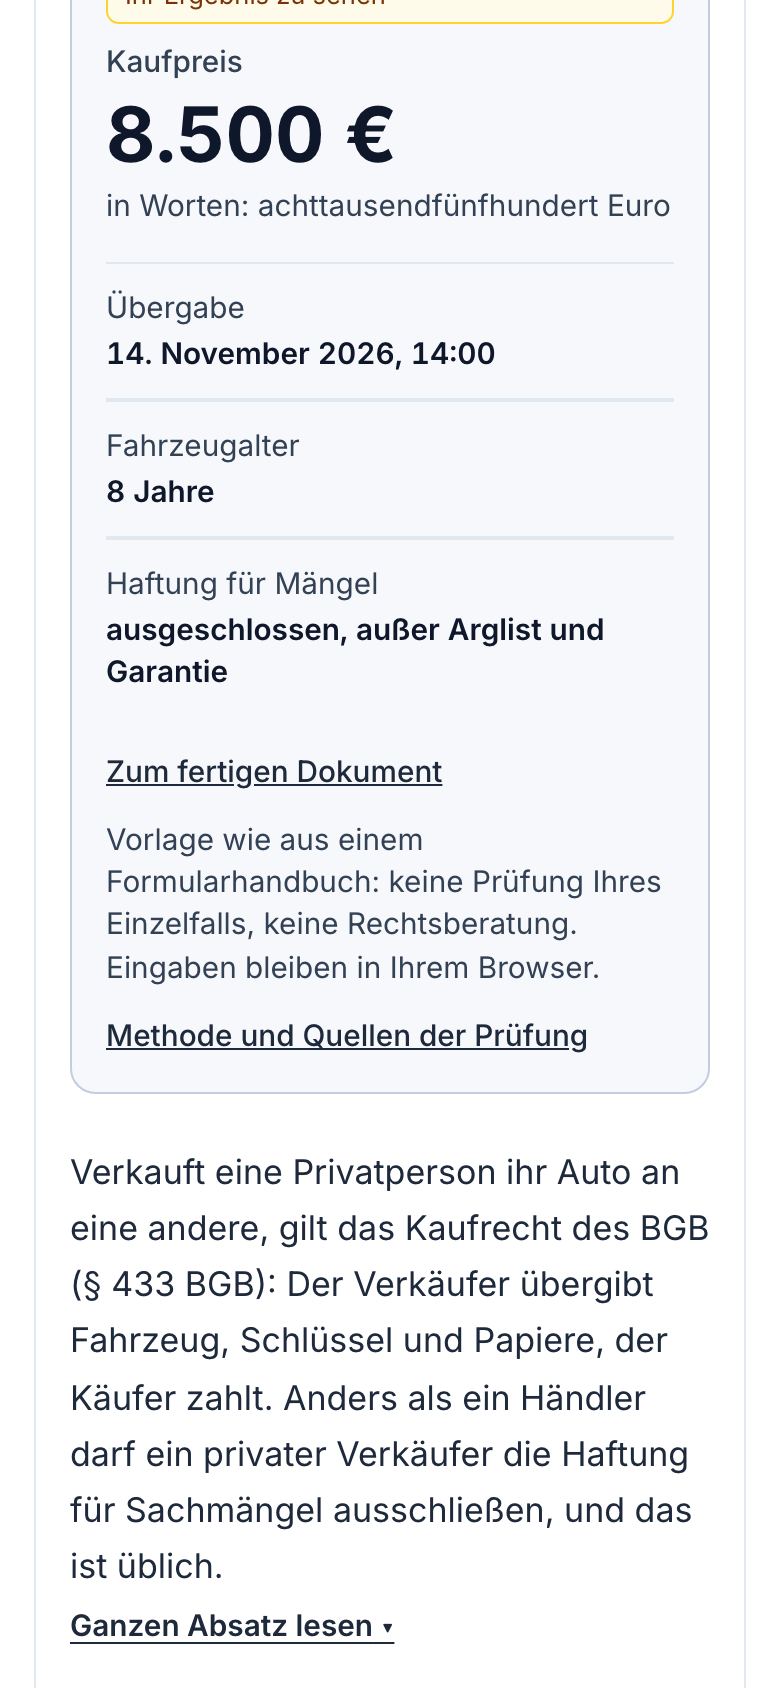 Kaufpreis
8.500 €
in Worten: achttausendfünfhundert Euro
Übergabe
14. November 2026, 14:00
Fahrzeugalter
8 Jahre
Haftung für Mängel
ausgeschlossen, außer Arglist und
Garantie
Zum fertigen Dokument
Vorlage wie aus einem
Formularhandbuch: keine Prüfung Ihres
Einzelfalls, keine Rechtsberatung.
Eingaben bleiben in Ihrem Browser.
Methode und Quellen der Prüfung
Verkauft eine Privatperson ihr Auto an
eine andere, gilt das Kaufrecht des BGB
(§ 433 BGB): Der Verkäufer übergibt
Fahrzeug, Schlüssel und Papiere, der
Käufer zahlt. Anders als ein Händler
darf ein privater Verkäufer die Haftung
für Sachmängel ausschließen, und das
ist üblich.
Ganzen Absatz lesen ▾